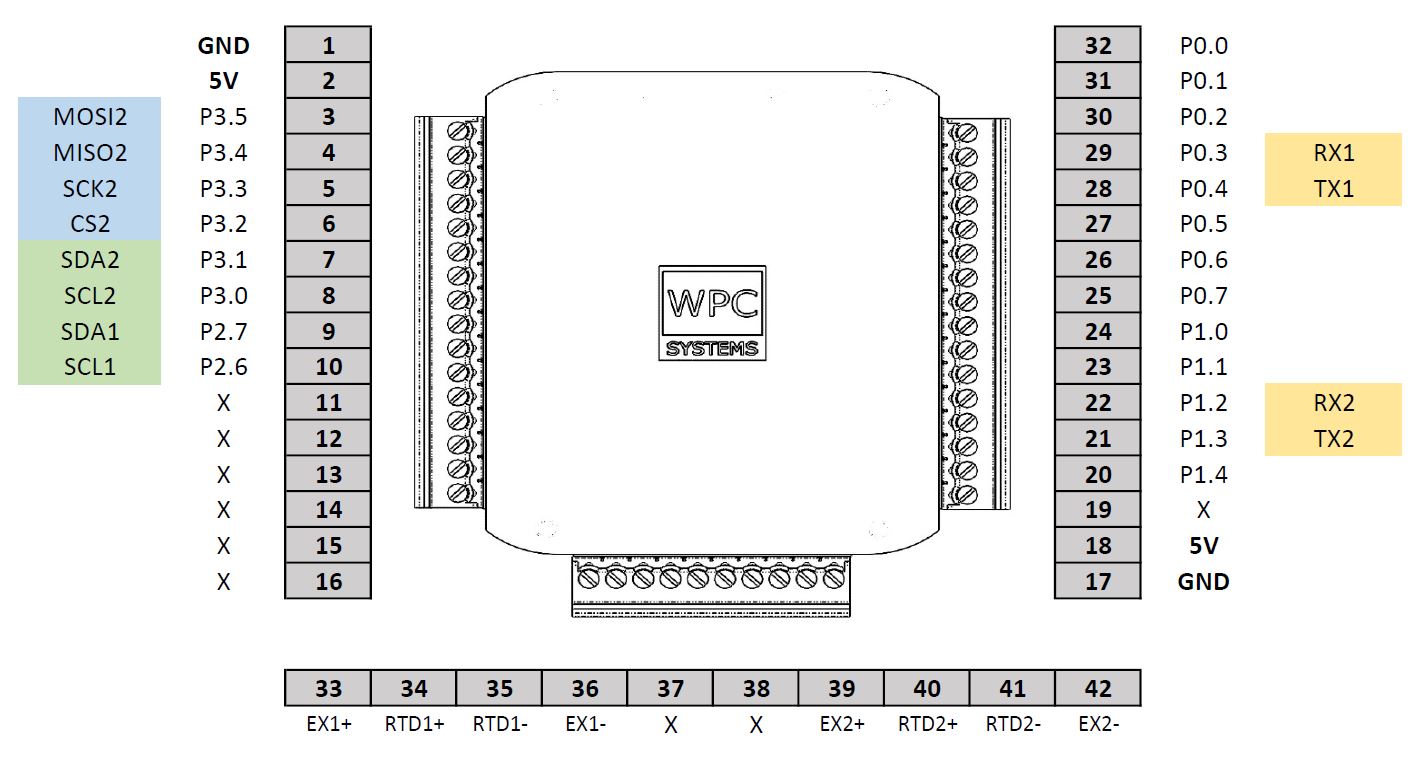 GND 1 32 P0.0
5V 2 31 P0.1
MOSI2 P3.5 3 30 P0.2
MISO2 P3.4 4 29 P0.3 RX1
SCK2 P3.3 5 28 P0.4 TX1
CS2 P3.2 6 27 P0.5
SDA2 P3.1 7 26 P0.6
SCL2 P3.0 8 25 P0.7
SDA1 P2.7 9 24 P1.0
SCL1 P2.6 10 23 P1.1
X 11 22 P1.2 RX2
X 12 21 P1.3 TX2
X 13 20 P1.4
X 14 19 X
X 15 18 5V
X 16 17 GND
WPC
SYSTEMS
33 34 35 36 37 38 39 40 41 42
EX1+ RTD1+ RTD1- EX1- X X EX2+ RTD2+ RTD2- EX2-